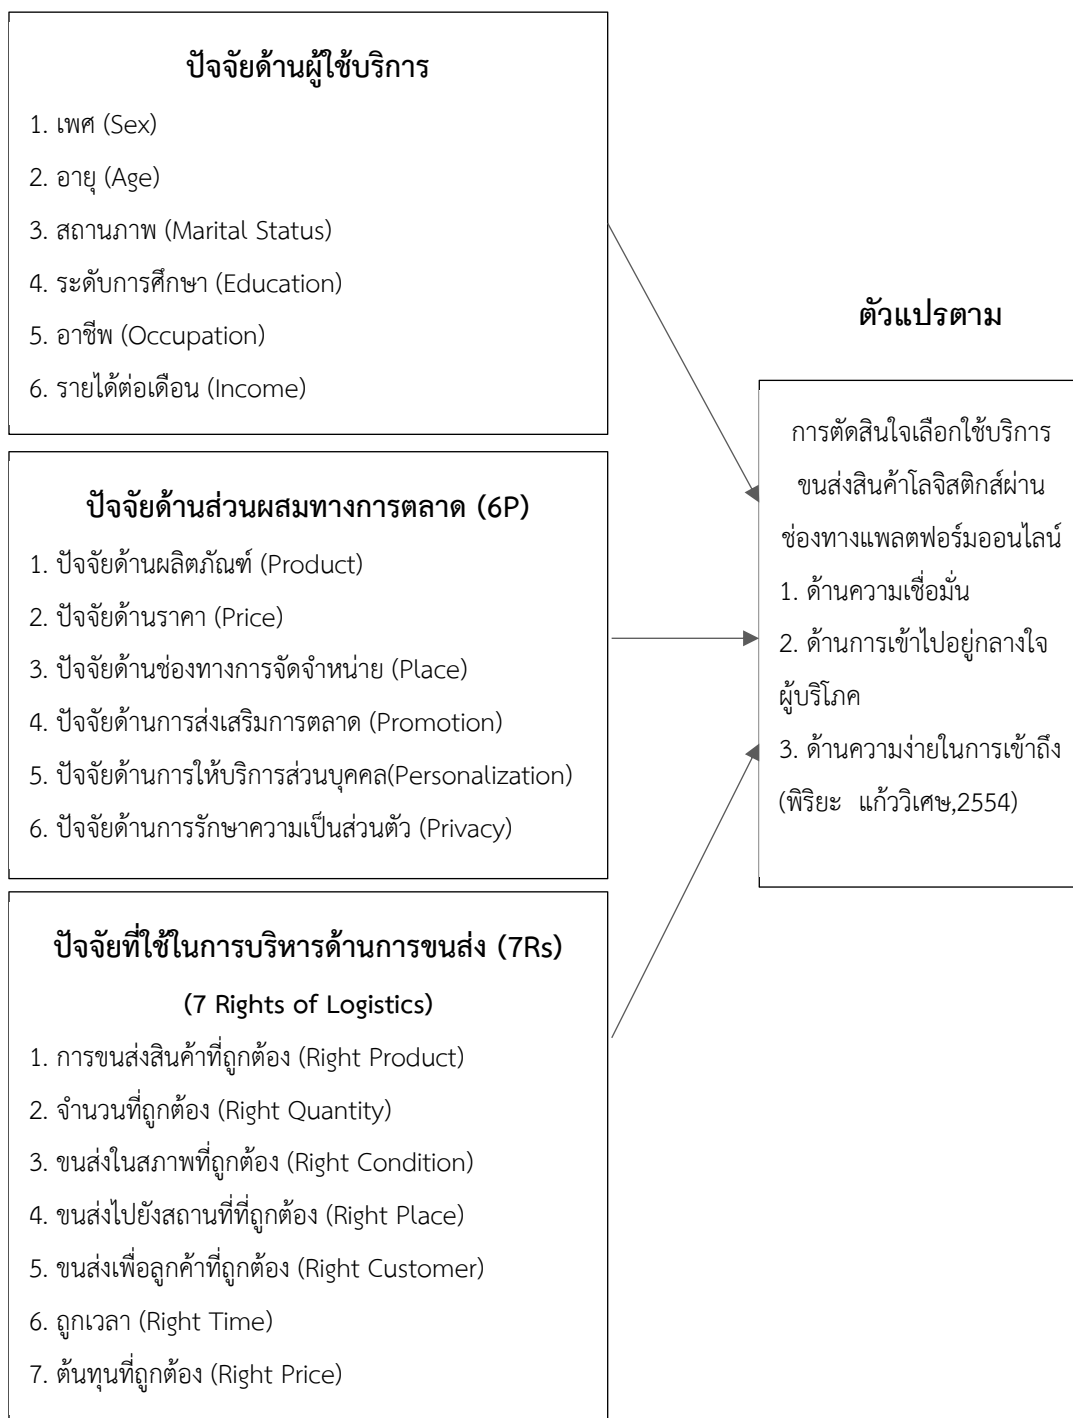 ปัจจัยด้านผู้ใช้บริการ
1. เพศ (Sex)
2. อายุ (Age)
3. สถานภาพ (Marital Status)
4. ระดับการศึกษา (Education)
5. อาชีพ (Occupation)
6. รายได้ต่อเดือน (Income)
ปัจจัยด้านส่วนผสมทางการตลาด (6P)
1. ปัจจัยด้านผลิตภัณฑ์ (Product)
2. ปัจจัยด้านราคา (Price)
3. ปัจจัยด้านช่องทางการจัดจำหน่าย (Place)
4. ปัจจัยด้านการส่งเสริมการตลาด (Promotion)
5. ปัจจัยด้านการให้บริการส่วนบุคคล(Personalization)
6. ปัจจัยด้านการรักษาความเป็นส่วนตัว (Privacy)
ปัจจัยที่ใช้ในการบริหารด้านการขนส่ง (7Rs)
(7 Rights of Logistics)
1. การขนส่งสินค้าที่ถูกต้อง (Right Product)
2. จำนวนที่ถูกต้อง (Right Quantity)
3. ขนส่งในสภาพที่ถูกต้อง (Right Condition)
4. ขนส่งไปยังสถานที่ที่ถูกต้อง (Right Place)
5. ขนส่งเพื่อลูกค้าที่ถูกต้อง (Right Customer)
6. ถูกเวลา (Right Time)
7. ต้นทุนที่ถูกต้อง (Right Price)
ตัวแปรตาม
การตัดสินใจเลือกใช้บริการ
ขนส่งสินค้าโลจิสติกส์ผ่าน
ช่องทางแพลตฟอร์มออนไลน์
1. ด้านความเชื่อมั่น
2. ด้านการเข้าไปอยู่กลางใจ
ผู้บริโภค
3. ด้านความง่ายในการเข้าถึง
(พิริยะ แก้ววิเศษ,2554)